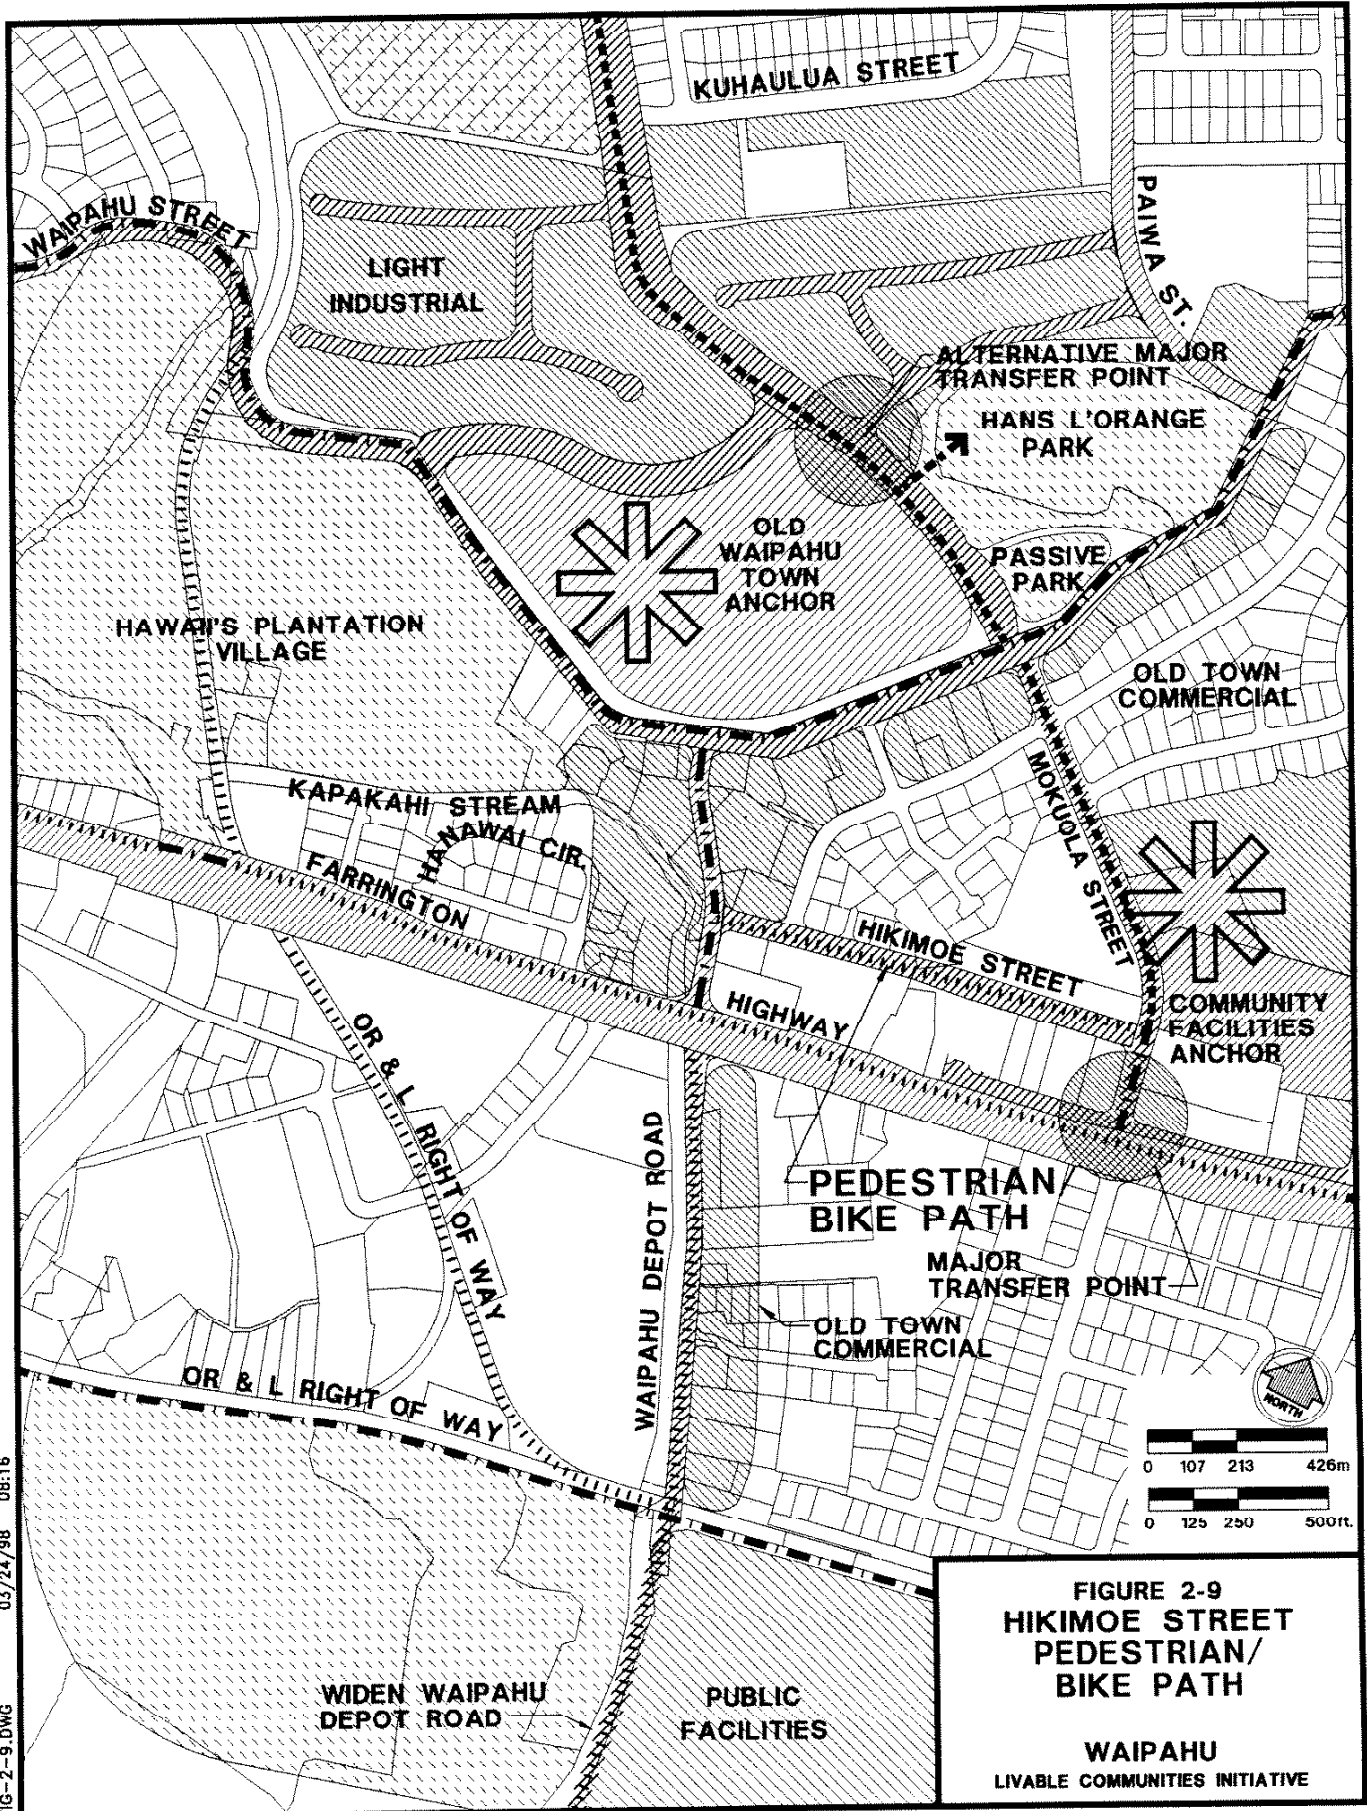 KUHAULUA STREET
WAIPAHU STREET
PAIWA ST.
LIGHT
INDUSTRIAL
ALTERNATIVE MAJOR
TRANSFER POINT
HANS L'ORANGE
PARK
OLD
WAIPAHU
TOWN
ANCHOR
PASSIVE
PARK
HAWAII'S PLANTATION
VILLAGE
OLD TOWN
COMMERCIAL
KAPAKAHI STREAM
HANAWAI CIR.
MOKUOLA STREET
FARRINGTON
HIGHWAY
HIKIMOE STREET
COMMUNITY
FACILITIES
ANCHOR
OR & L RIGHT OF WAY
WAIPAHU DEPOT ROAD
PEDESTRIAN/
BIKE PATH
MAJOR
TRANSFER POINT
OLD TOWN
COMMERCIAL
OR & L RIGHT OF WAY
NORTH
0 107 213 426m
0 125 250 500ft.
WIDEN WAIPAHU
DEPOT ROAD
PUBLIC
FACILITIES
FIGURE 2-9
HIKIMOE STREET
PEDESTRIAN/
BIKE PATH
WAIPAHU
LIVABLE COMMUNITIES INITIATIVE
IG-2-9.DWG 03/24/98 08:16